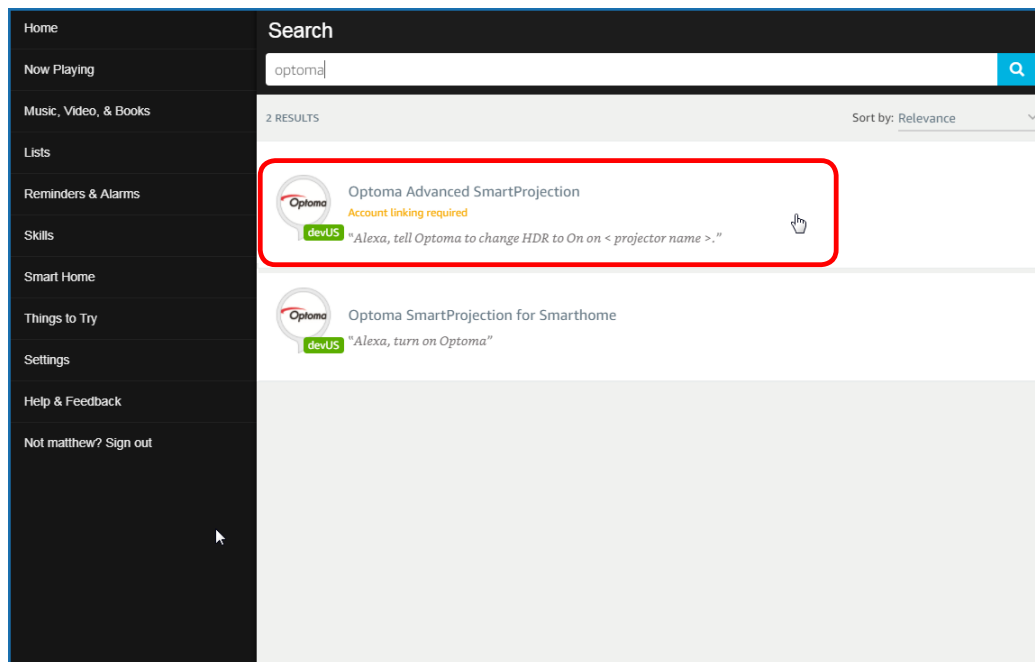 Home
Now Playing
Music, Video, & Books
Lists
Reminders & Alarms
Skills
Smart Home
Things to Try
Settings
Help & Feedback
Not matthew? Sign out
Search
optoma
2 RESULTS
Sort by: Relevance
Optoma
devUS
Optoma Advanced SmartProjection
Account linking required
"Alexa, tell Optoma to change HDR to On on < projector name >."
Optoma
devUS
Optoma SmartProjection for Smarthome
"Alexa, turn on Optoma"